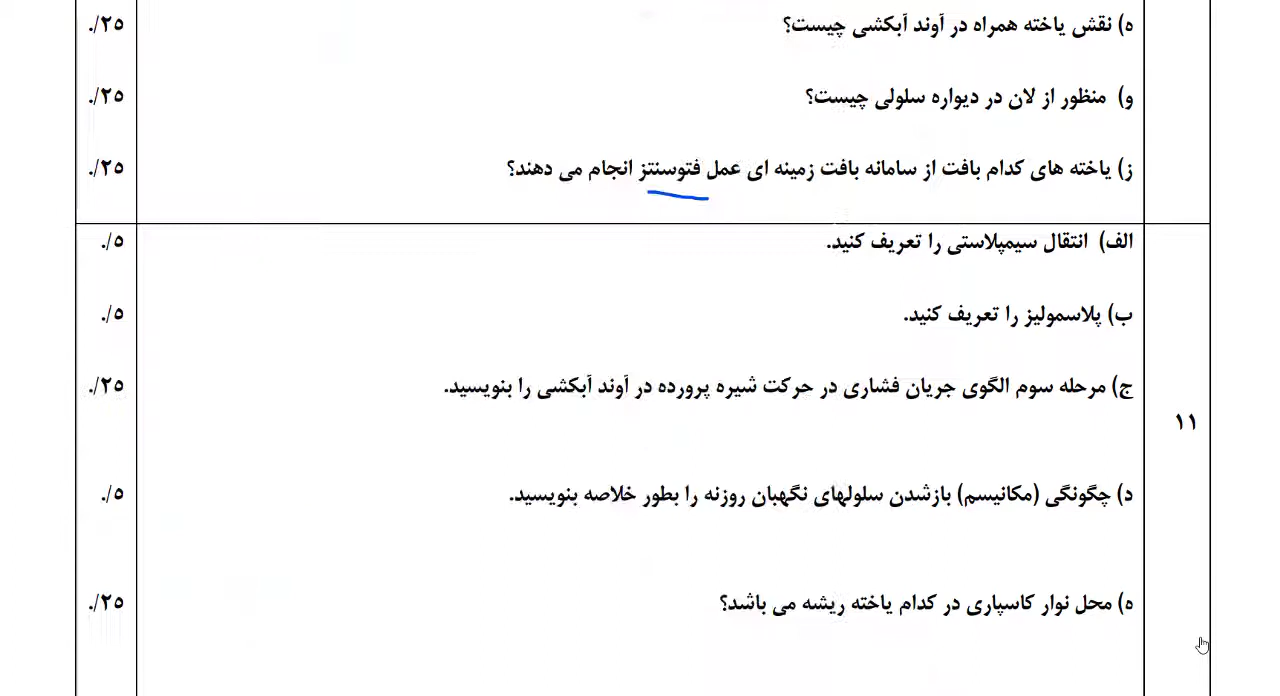 ه) نقش یاخته همراه در آوند آبکشی چیست؟ ./۲۵
و) منظور از لان در دیواره سلولی چیست؟ ./۲۵
ز) یاخته های کدام بافت از سامانه بافت زمینه ای عمل فتوسنتز انجام می دهند؟ ./۲۵
۱۱
الف) انتقال سیمپلاستی را تعریف کنید. ./۵
ب) پلاسمولیز را تعریف کنید. ./۵
ج) مرحله سوم الگوی جریان فشاری در حرکت شیره پرورده در آوند آبکشی را بنویسید. ./۲۵
د) چگونگی (مکانیسم) بازشدن سلولهای نگهبان روزنه را بطور خلاصه بنویسید. ./۵
ه) محل نوار کاسپاری در کدام یاخته ریشه می باشد؟ ./۲۵